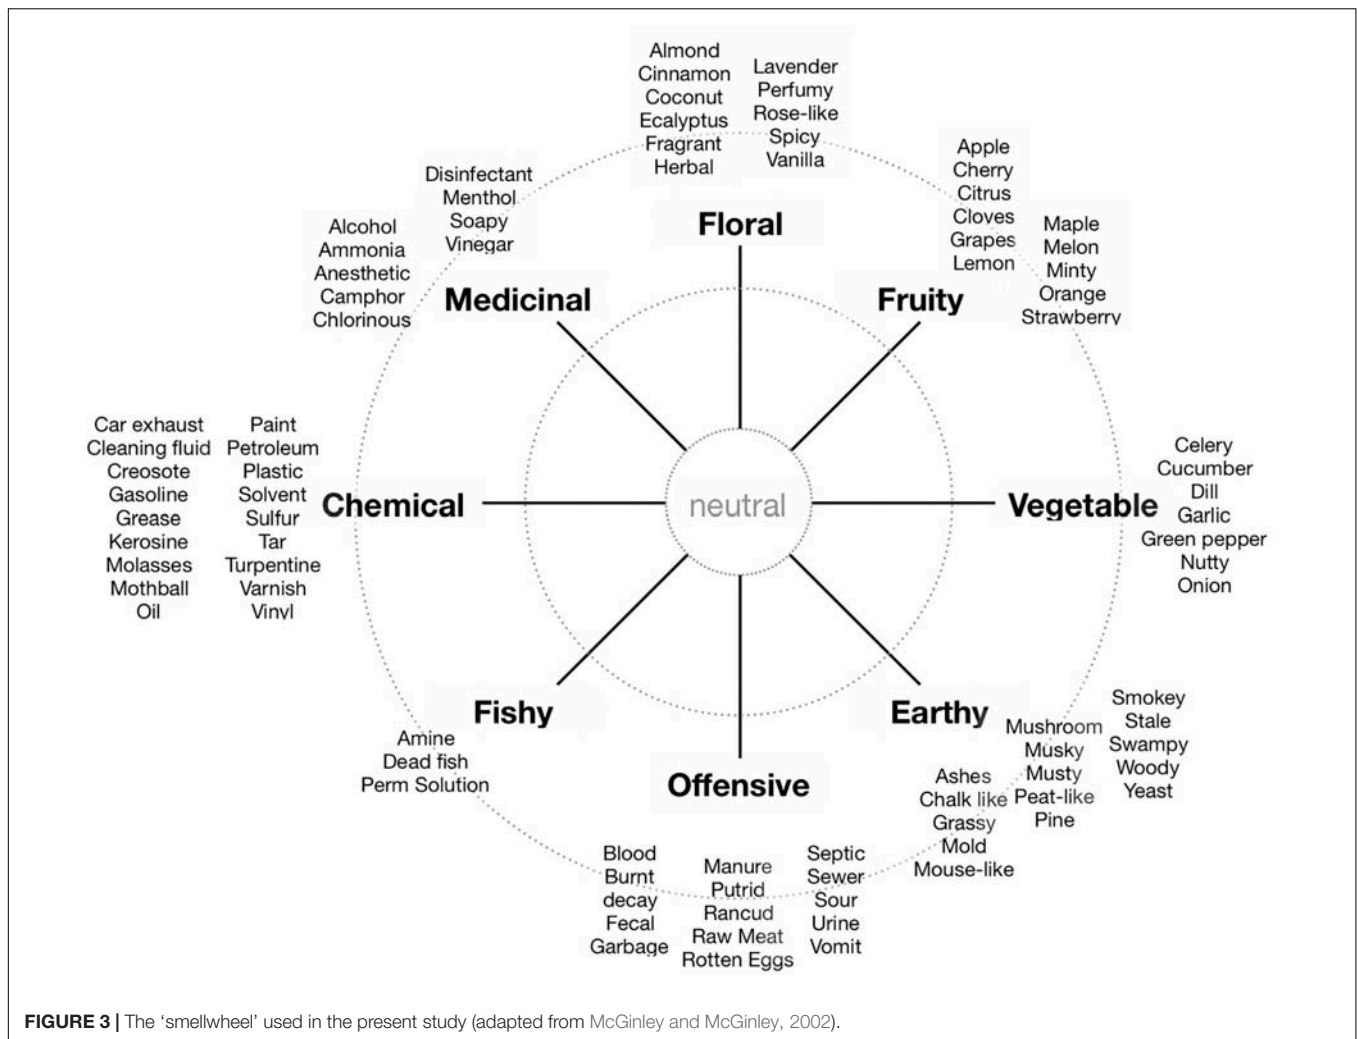 Almond
Cinnamon
Coconut
Ecalyptus
Fragrant
Herbal
Lavender
Perfumy
Rose-like
Spicy
Vanilla
Floral
Apple
Cherry
Citrus
Cloves
Grapes
Lemon
Maple
Melon
Minty
Orange
Strawberry
Fruity
Disinfectant
Menthol
Soapy
Vinegar
Alcohol
Ammonia
Anesthetic
Camphor
Chlorinous
Medicinal
Car exhaust
Cleaning fluid
Creosote
Gasoline
Grease
Kerosine
Molasses
Mothball
Oil
Paint
Petroleum
Plastic
Solvent
Sulfur
Tar
Turpentine
Varnish
Vinyl
Chemical
neutral
Vegetable
Celery
Cucumber
Dill
Garlic
Green pepper
Nutty
Onion
Fishy
Amine
Dead fish
Perm Solution
Offensive
Blood
Burnt
decay
Fecal
Garbage
Manure
Putrid
Rancud
Raw Meat
Rotten Eggs
Septic
Sewer
Sour
Urine
Vomit
Earthy
Ashes
Chalk like
Grassy
Mold
Mouse-like
Mushroom
Musky
Musty
Peat-like
Pine
Smokey
Stale
Swampy
Woody
Yeast
FIGURE 3 | The ‘smellwheel’ used in the present study (adapted from McGinley and McGinley, 2002).